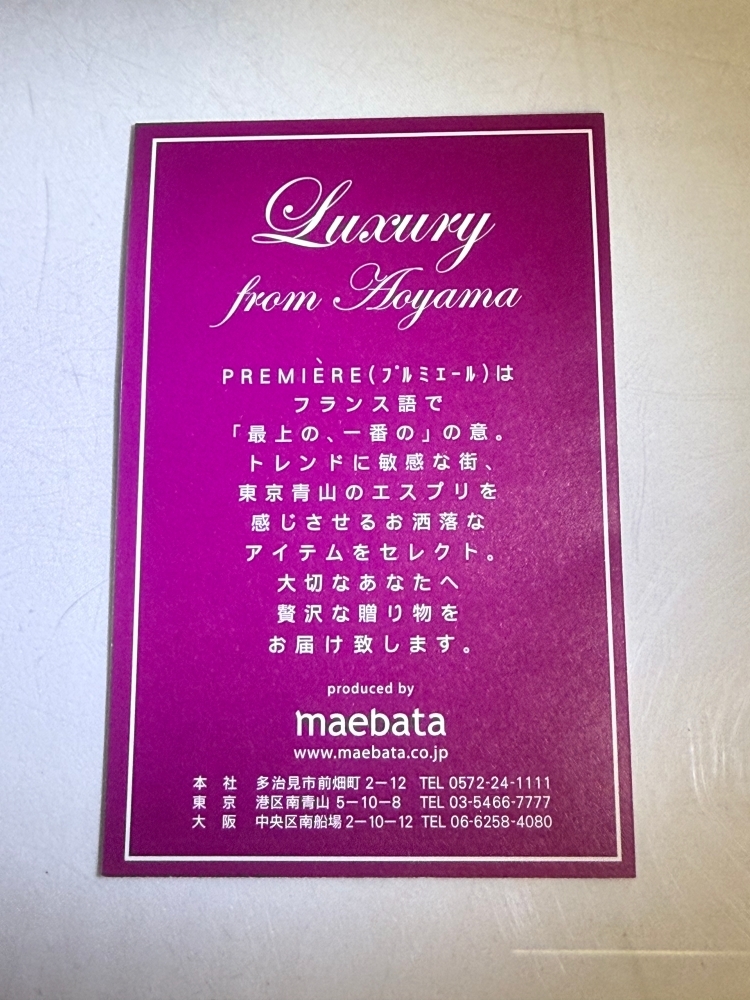 Luxury
from Aoyama
PREMIÈRE(ﾌﾟﾙﾐｴｰﾙ)は
フランス語で
「最上の、一番の」の意。
トレンドに敏感な街、
東京青山のエスプリを
感じさせるお洒落な
アイテムをセレクト。
大切なあなたへ
贅沢な贈り物を
お届け致します。
produced by
maebata
www.maebata.co.jp
本 社 多治見市前畑町 2－12 TEL 0572-24-1111
東 京 港区南青山 5－10－8 TEL 03-5466-7777
大 阪 中央区南船場 2－10－12 TEL 06-6258-4080